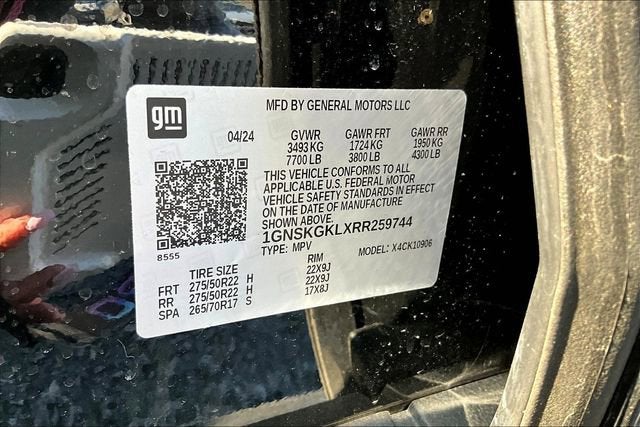 gm
MFD BY GENERAL MOTORS LLC
04/24 GVWR GAWR FRT GAWR RR
3493 KG 1724 KG 1950 KG
7700 LB 3800 LB 4300 LB
THIS VEHICLE CONFORMS TO ALL
APPLICABLE U.S. FEDERAL MOTOR
VEHICLE SAFETY STANDARDS IN EFFECT
ON THE DATE OF MANUFACTURE
SHOWN ABOVE.
1GNSKGKLXRR259744
TYPE: MPV MODEL: X4CK10906
8555
TIRE SIZE RIM
FRT 275/50R22 H 22X9J
RR 275/50R22 H 22X9J
SPA 265/70R17 S 17X8J